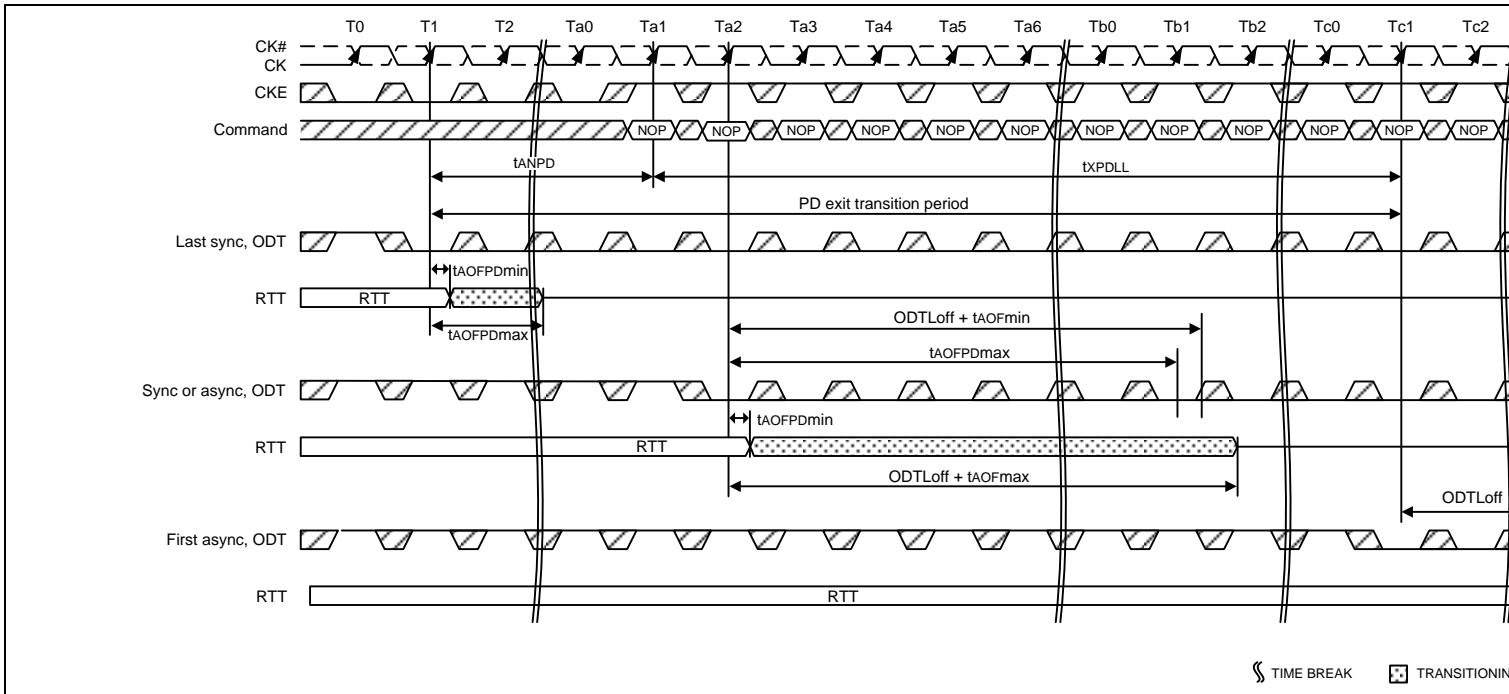 T0 T1 T2 Ta0 Ta1 Ta2 Ta3 Ta4 Ta5 Ta6 Tb0 Tb1 Tb2 Tc0 Tc1 Tc2
CK#
CK
CKE
Command NOP NOP NOP NOP NOP NOP NOP NOP NOP NOP NOP NOP
tANPD tXPDLL
PD exit transition period
Last sync, ODT
tAOFPDmin
RTT RTT
tAOFPDmax
ODTLoff + tAOFmin
tAOFPDmax
Sync or async, ODT
tAOFPDmin
RTT RTT
ODTLoff + tAOFmax
ODTLoff
First async, ODT
RTT RTT
TIME BREAK TRANSITIONIN